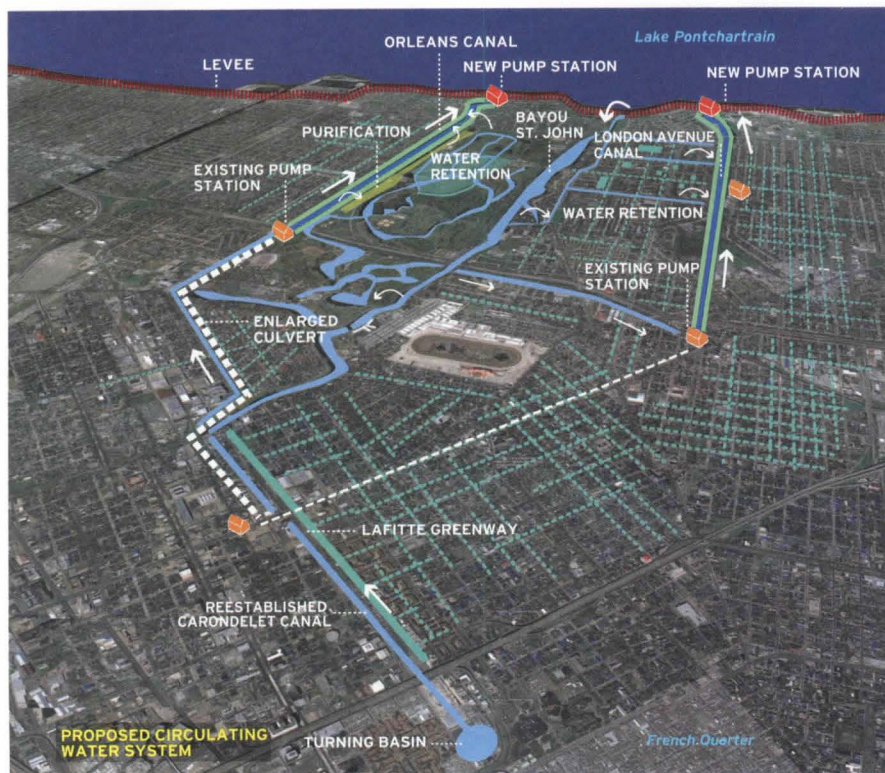 Lake Pontchartrain
ORLEANS CANAL
LEVEE
NEW PUMP STATION
NEW PUMP STATION
PURIFICATION
BAYOU
ST. JOHN
LONDON AVENUE
CANAL
WATER
RETENTION
EXISTING PUMP
STATION
WATER RETENTION
EXISTING PUMP
STATION
ENLARGED
CULVERT
LAFITTE GREENWAY
REESTABLISHED
CARONDELET CANAL
PROPOSED CIRCULATING
WATER SYSTEM
TURNING BASIN
French Quarter